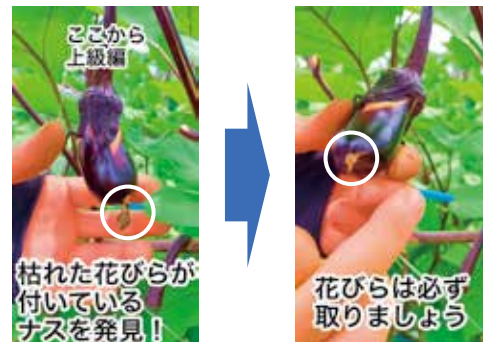 ここから
上級編
枯れた花びらが
付いている
ナスを発見！
花びらは必ず
取りましょう